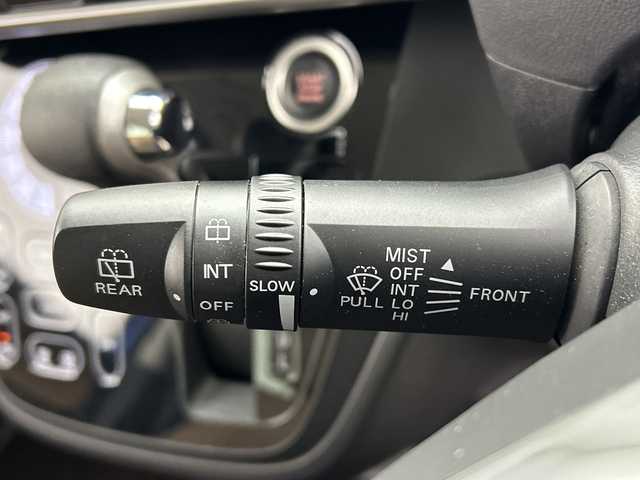 REAR
INT
OFF
SLOW
PULL
MIST
OFF
INT
LO
HI
FRONT